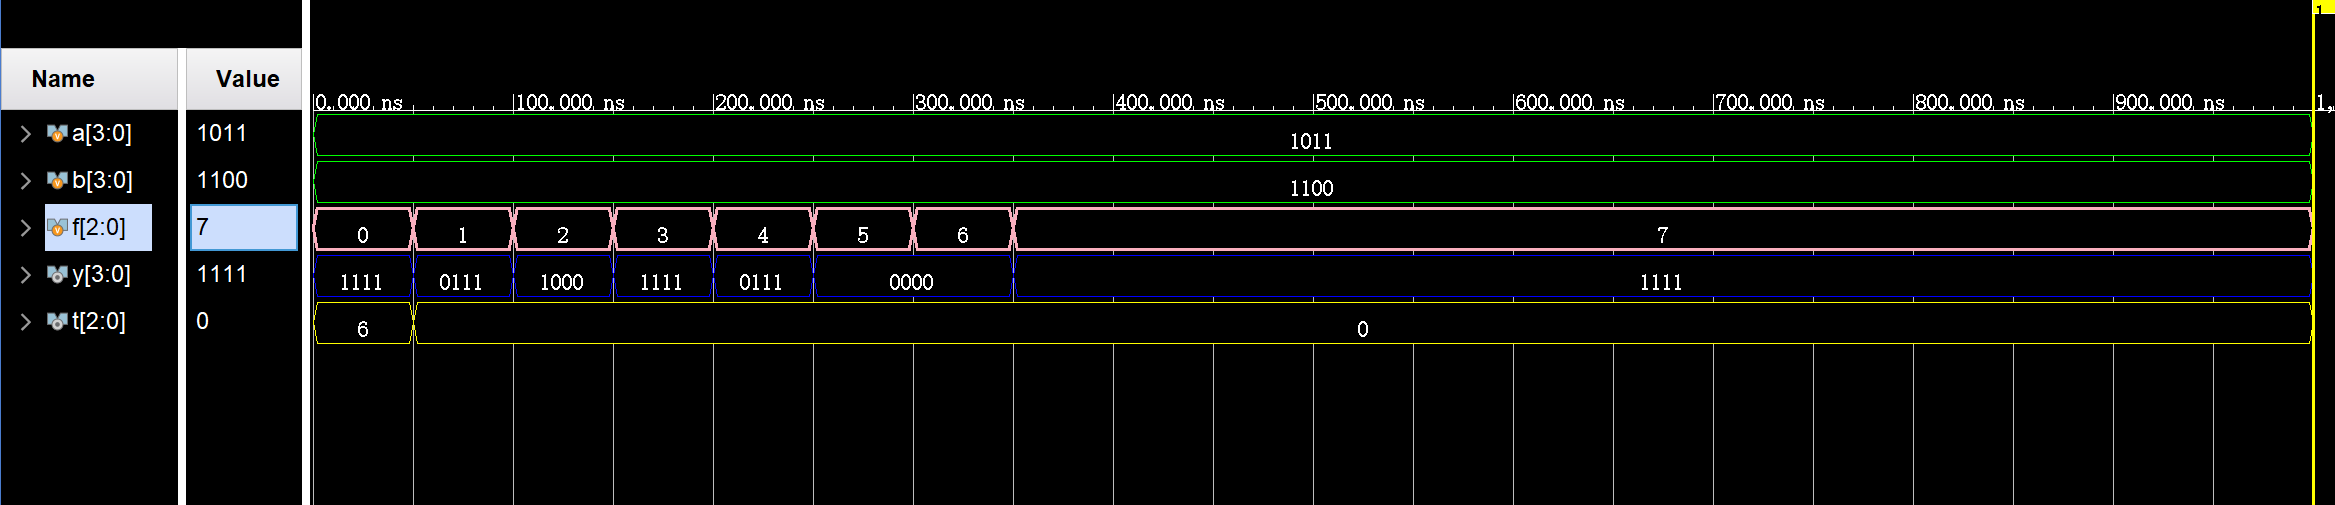 1
Name Value
0.000 ns 100.000 ns 200.000 ns 300.000 ns 400.000 ns 500.000 ns 600.000 ns 700.000 ns 800.000 ns 900.000 ns 1,
a[3:0] 1011 1011
b[3:0] 1100 1100
f[2:0] 7 0 1 2 3 4 5 6 7
y[3:0] 1111 1111 0111 1000 1111 0111 0000 1111
t[2:0] 0 6 0